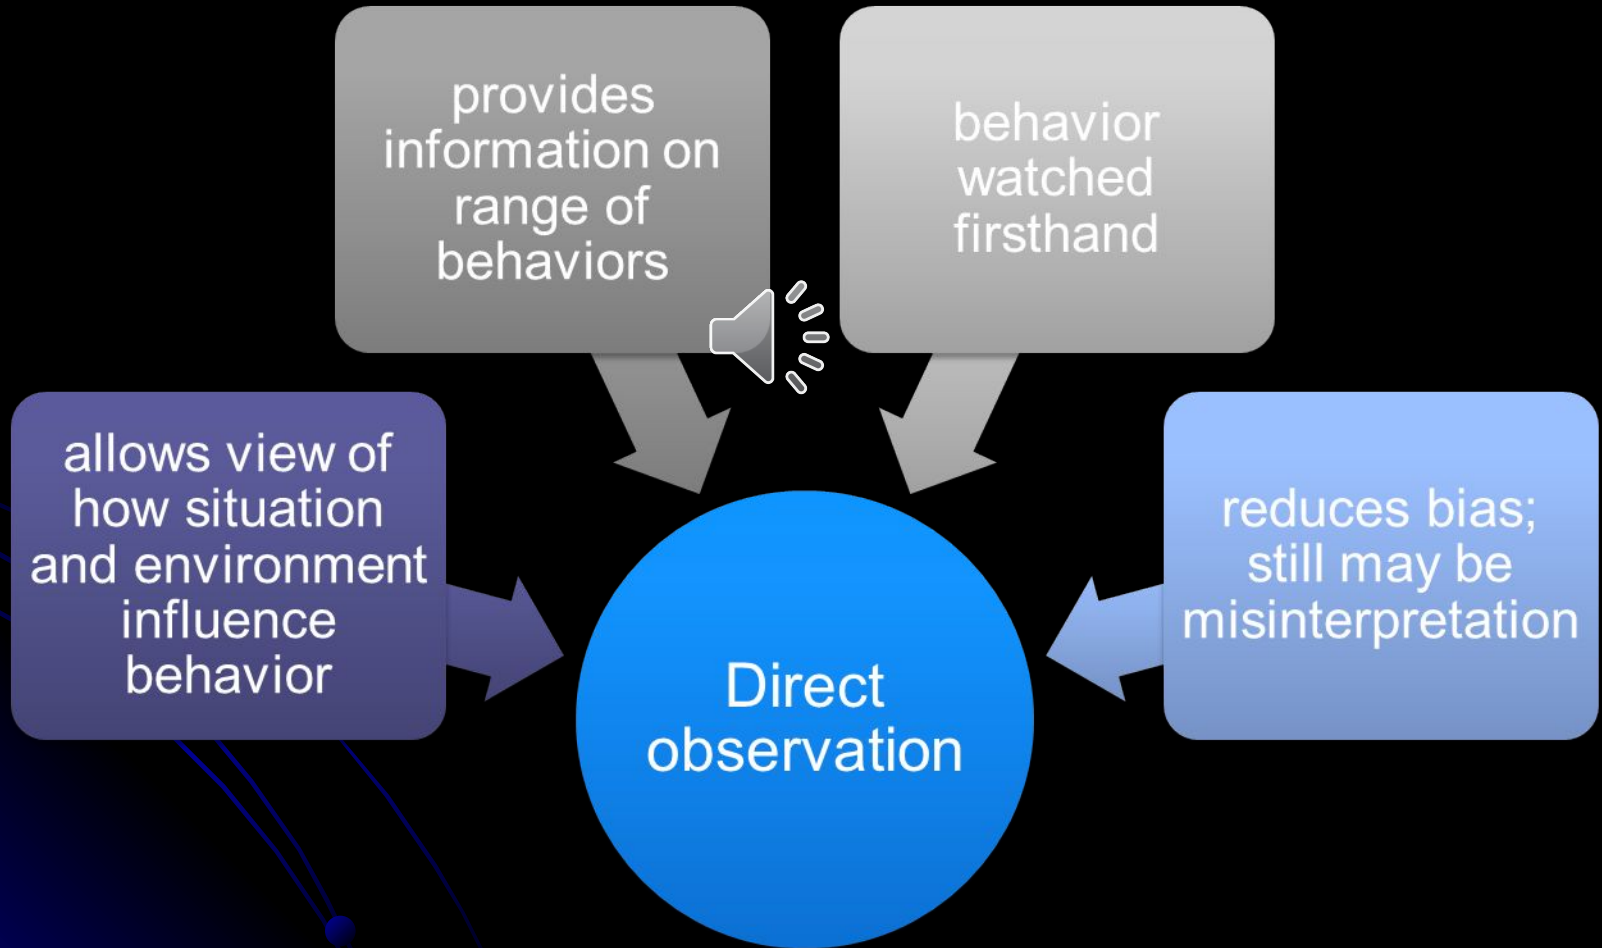 provides
information on
range of
behaviors
behavior
watched
firsthand
allows view of
how situation
and environment
influence
behavior
reduces bias;
still may be
misinterpretation
Direct
observation